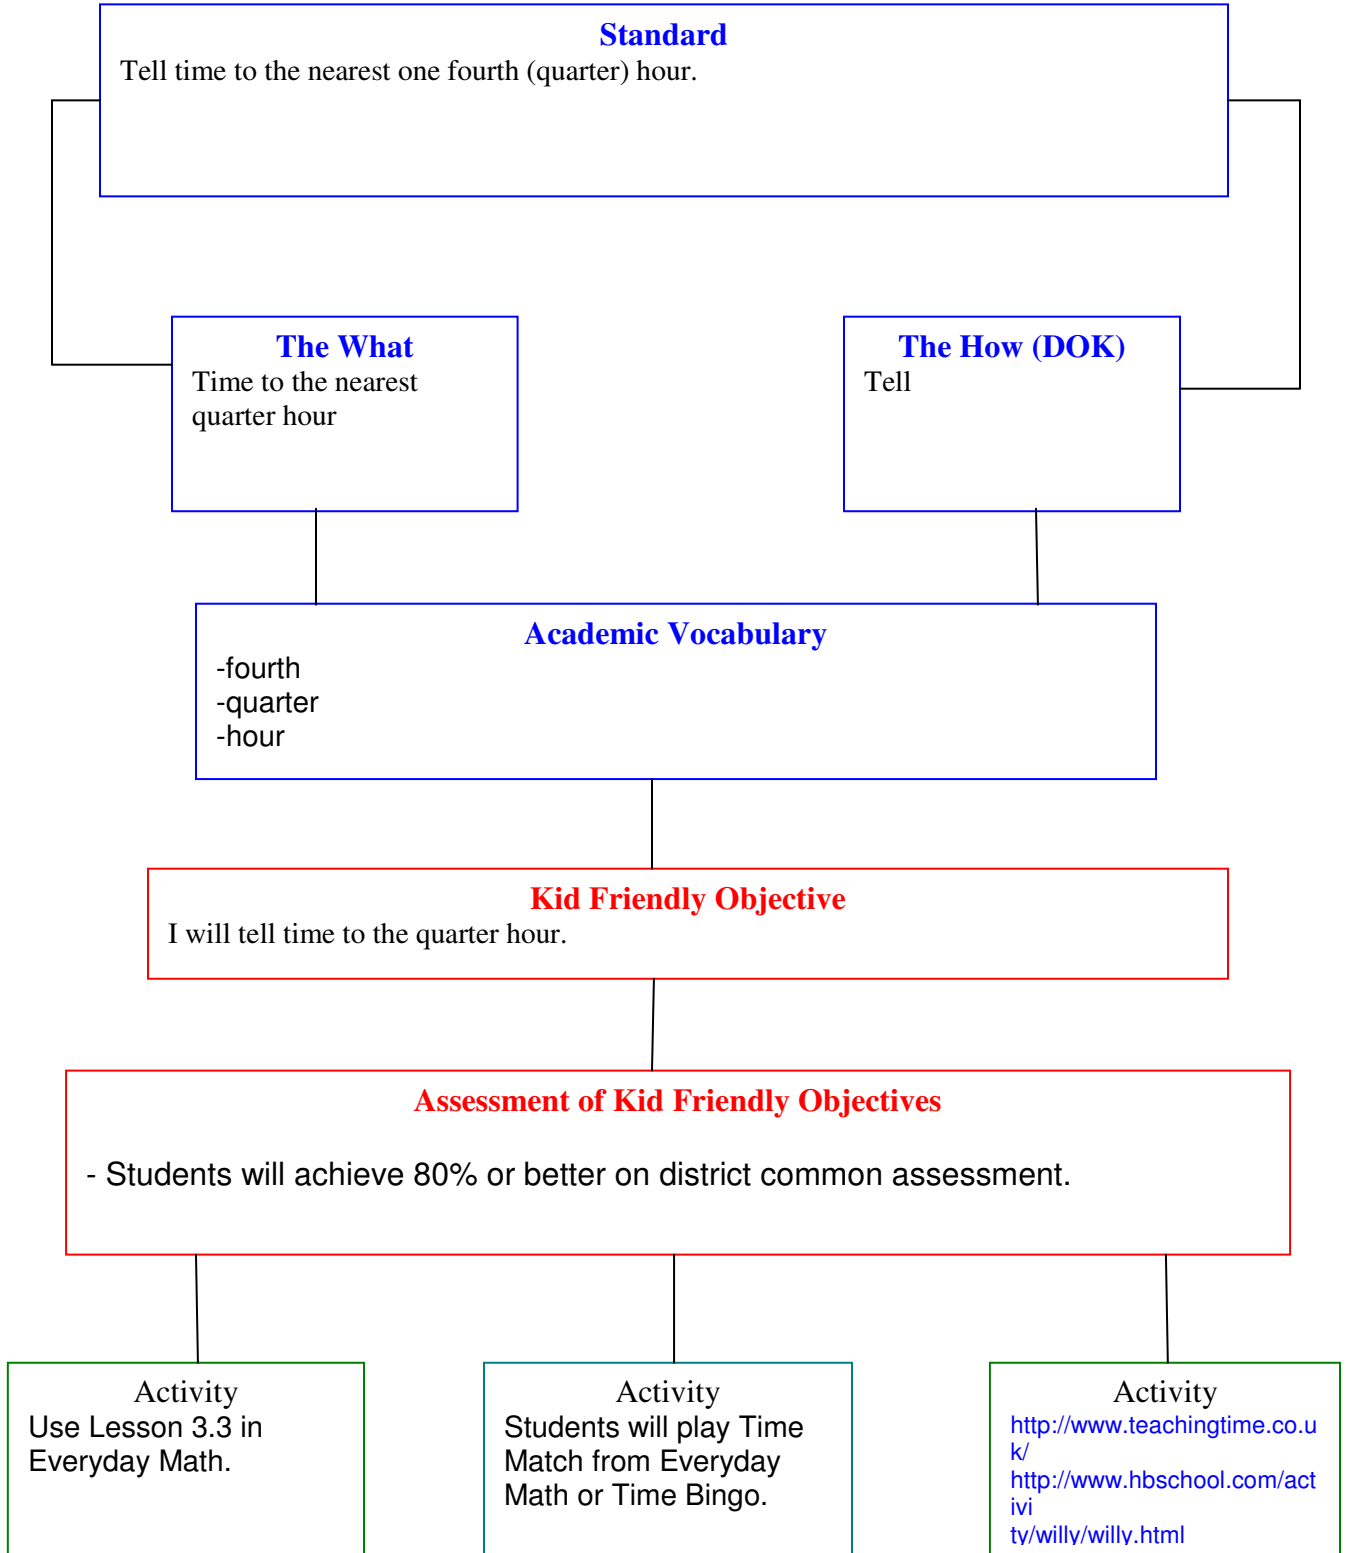 Standard
Tell time to the nearest one fourth (quarter) hour.
The What
Time to the nearest
quarter hour
The How (DOK)
Tell
Academic Vocabulary
-fourth
-quarter
-hour
Kid Friendly Objective
I will tell time to the quarter hour.
Assessment of Kid Friendly Objectives
- Students will achieve 80% or better on district common assessment.
Activity
Use Lesson 3.3 in
Everyday Math.
Activity
Students will play Time
Match from Everyday
Math or Time Bingo.
Activity
http://www.teachingtime.co.u
k/
http://www.hbschool.com/act
ivi
ty/willy/willy.html